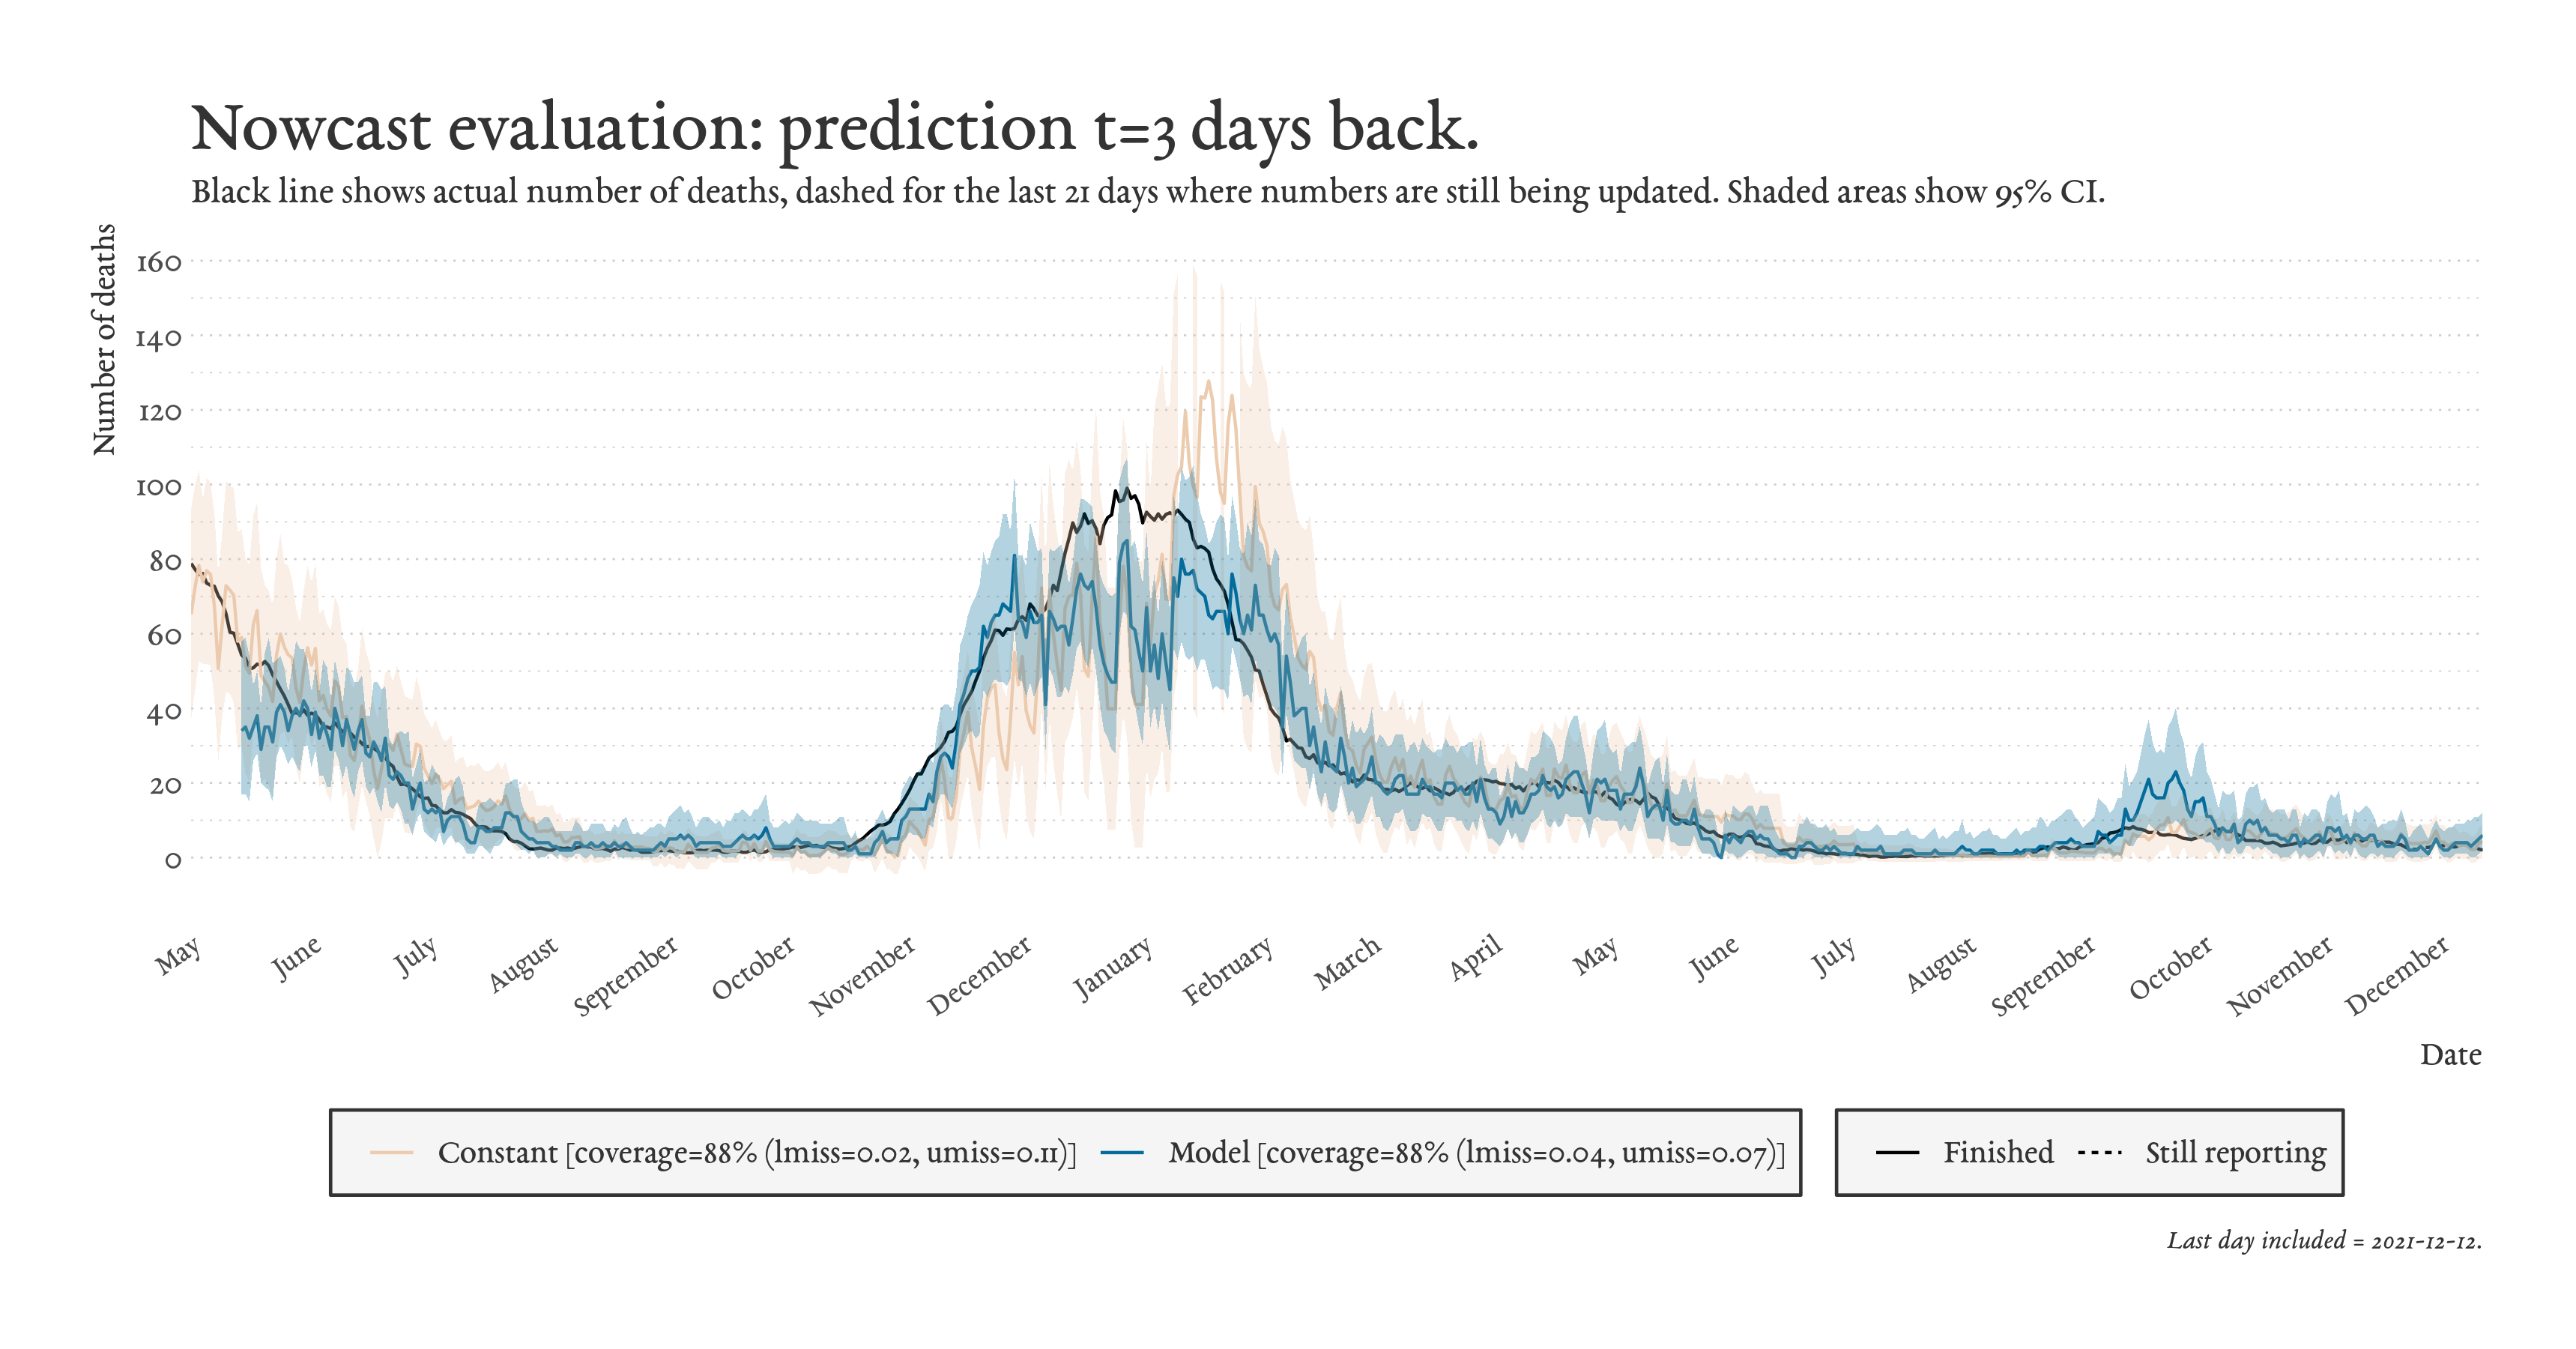 Nowcast evaluation: prediction t=3 days back.
Black line shows actual number of deaths, dashed for the last 21 days where numbers are still being updated. Shaded areas show 95% CI.
Number of deaths
160
140
120
100
80
60
40
20
0
May
June
July
August
September
October
November
December
January
February
March
April
May
June
July
August
September
October
November
December
Date
Constant [coverage=88% (lmiss=0.02, umiss=0.11)]
Model [coverage=88% (lmiss=0.04, umiss=0.07)]
Finished
Still reporting
Last day included = 2021-12-12.